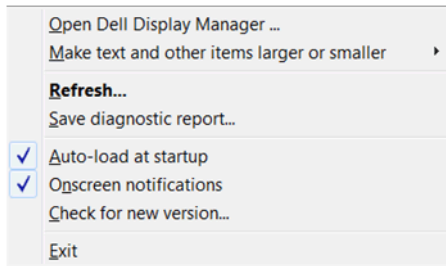 Open Dell Display Manager ...
Make text and other items larger or smaller
Refresh...
Save diagnostic report...
Auto-load at startup
Onscreen notifications
Check for new version...
Exit